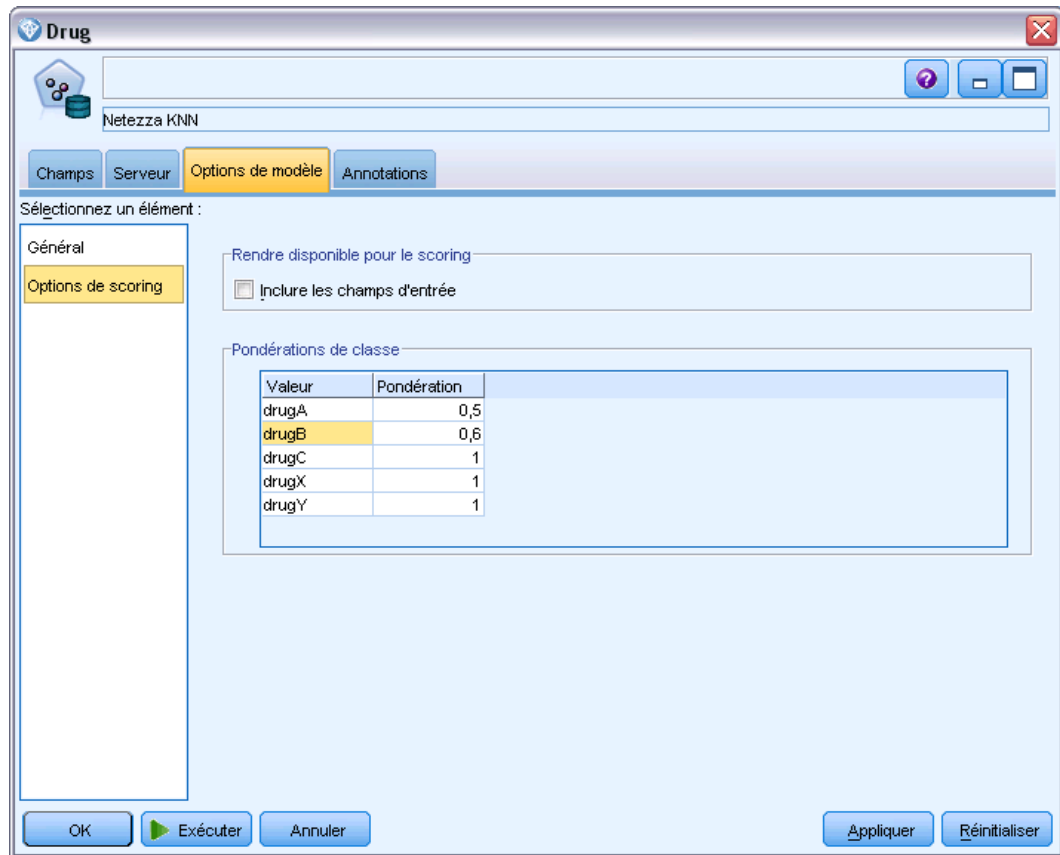 Drug
Netezza KNN
Champs Serveur Options de modèle Annotations
Sélectionnez un élément :
Général
Options de scoring
Rendre disponible pour le scoring
Inclure les champs d'entrée
Pondérations de classe
Valeur Pondération
drugA 0,5
drugB 0,6
drugC 1
drugX 1
drugY 1
OK Exécuter Annuler Appliquer Réinitialiser